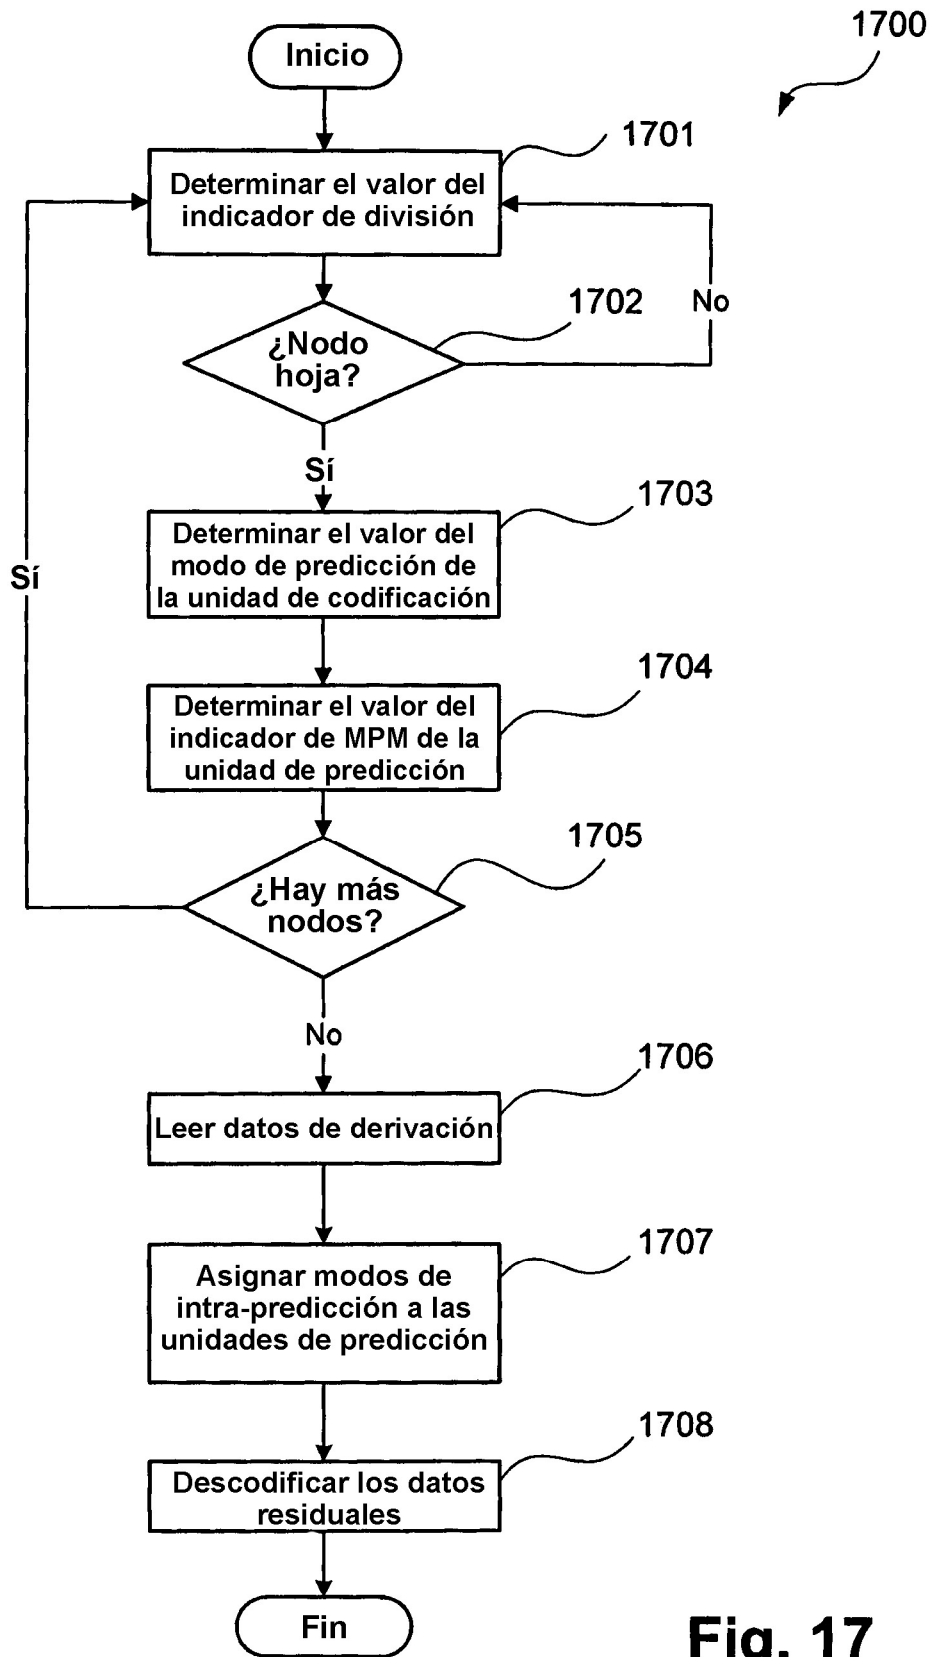 1700
Inicio
1701
Determinar el valor del
indicador de división
1702
No
¿Nodo
hoja?
Sí
1703
Determinar el valor del
modo de predicción de
la unidad de codificación
Sí
1704
Determinar el valor del
indicador de MPM de la
unidad de predicción
1705
¿Hay más
nodos?
No
1706
Leer datos de derivación
1707
Asignar modos de
intra-predicción a las
unidades de predicción
1708
Descodificar los datos
residuales
Fin
Fig. 17